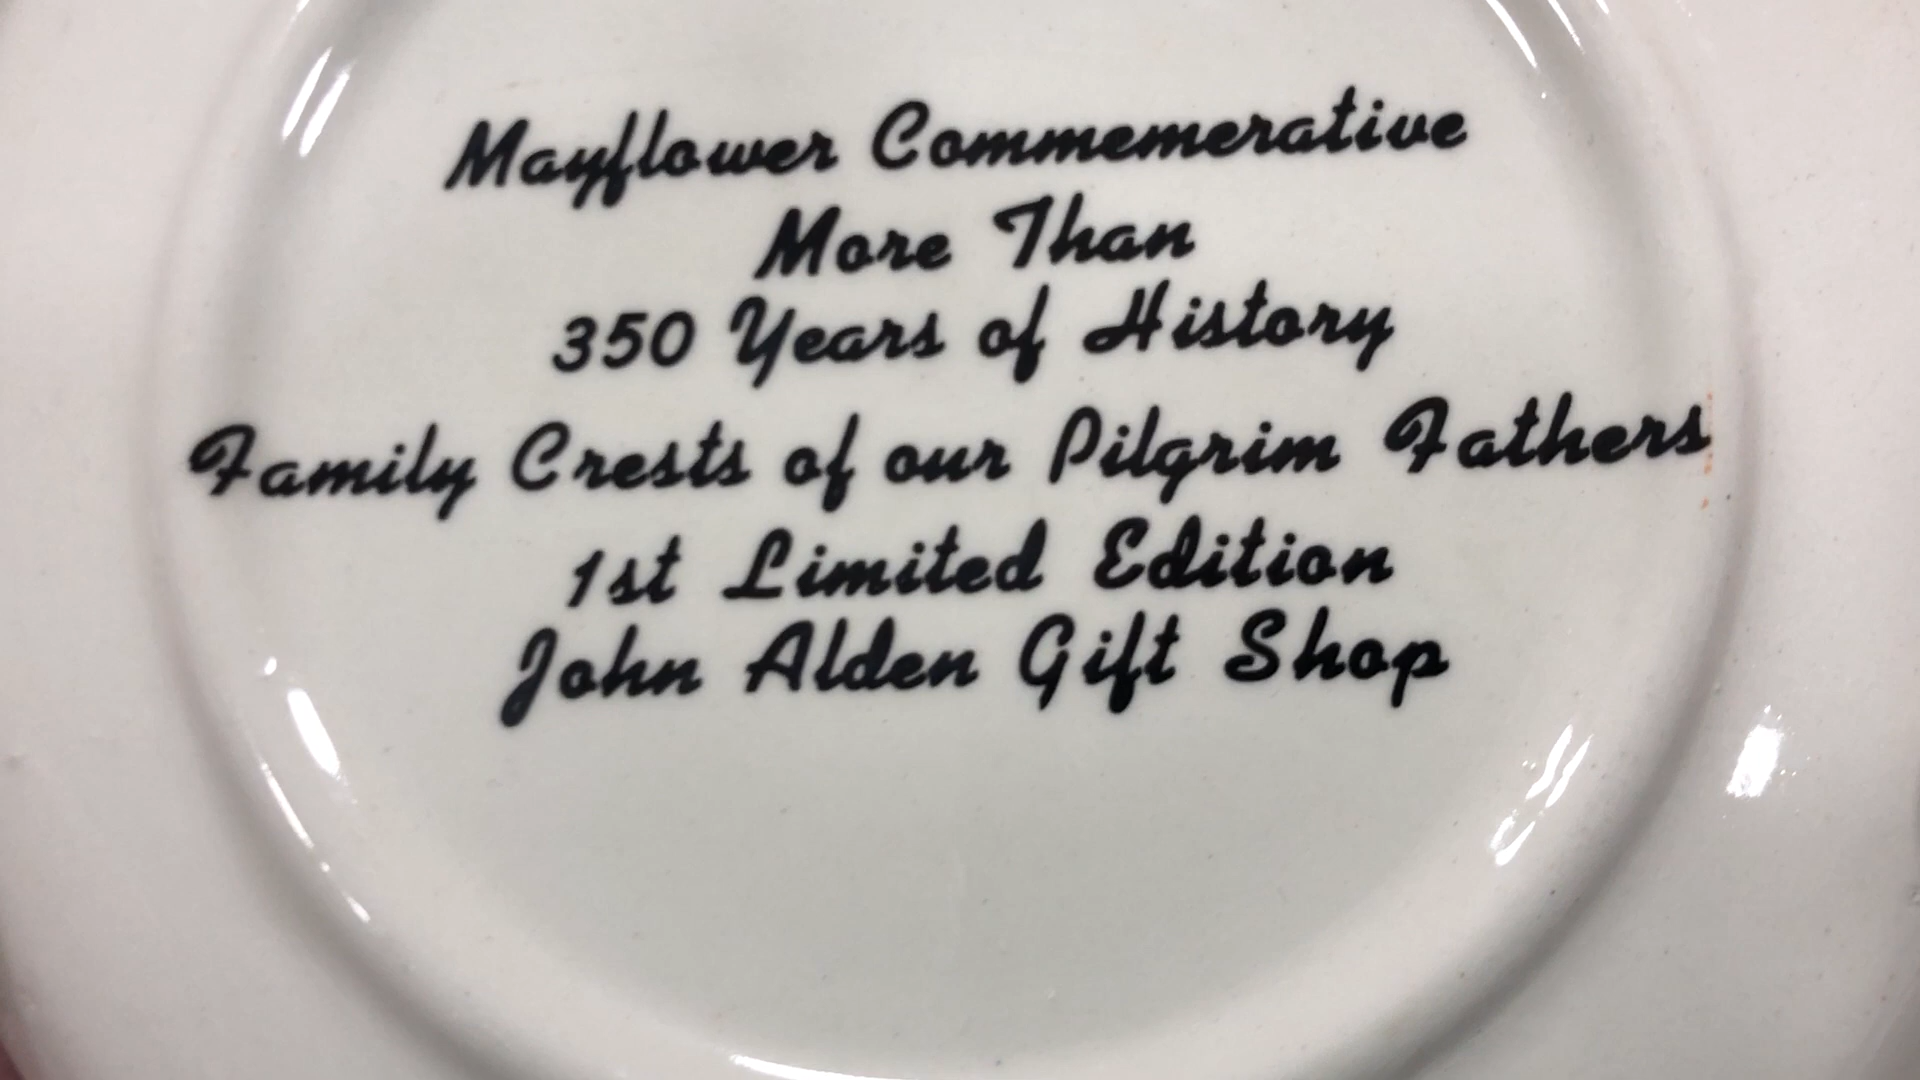 Mayflower Commemerative
More Than
350 Years of History
Family Crests of our Pilgrim Fathers
1st Limited Edition
John Alden Gift Shop